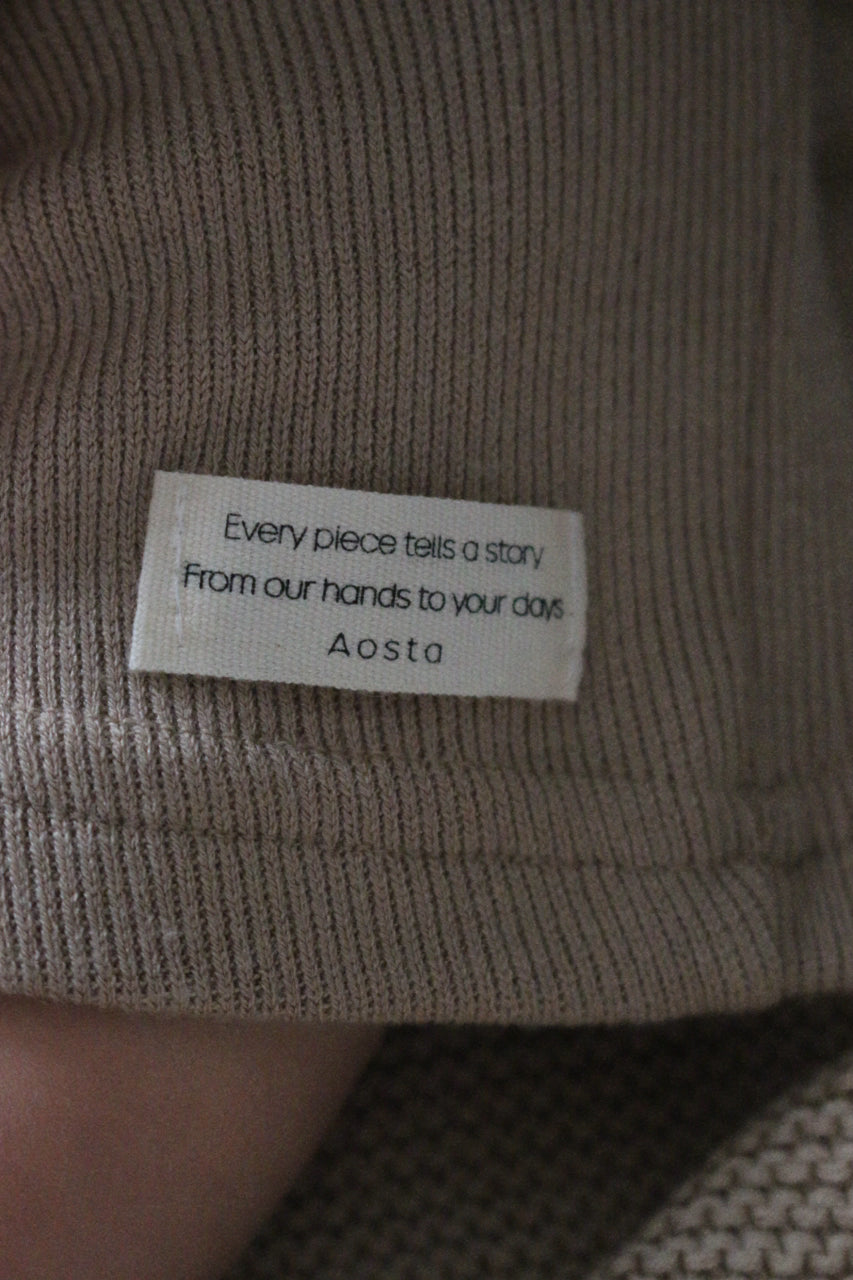 Every piece tells a story
From our hands to your days
Aosta